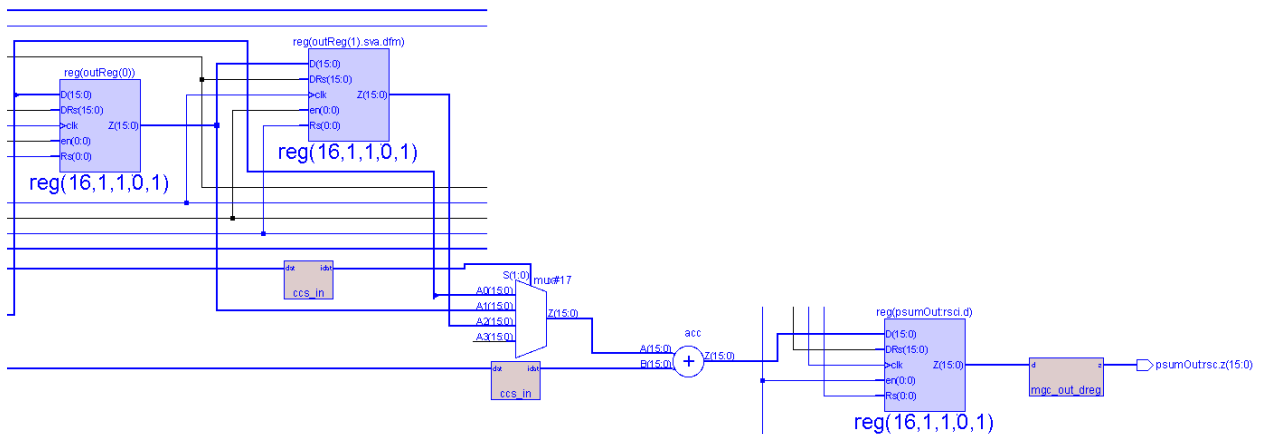 reg(outReg(1).sva.dfm)
D(15:0)
DRs(15:0)
>clk
Z(15:0)
en(0:0)
Rs(0:0)
reg(16,1,1,0,1)
reg(outReg(0))
D(15:0)
DRs(15:0)
>clk
Z(15:0)
en(0:0)
Rs(0:0)
reg(16,1,1,0,1)
dat
idat
ccs_in
S(1:0)
mux#17
A0(15:0)
A1(15:0)
A2(15:0)
A3(15:0)
Z(15:0)
dat
idat
ccs_in
acc
A(15:0)
B(15:0)
+
Z(15:0)
reg(psumOut:rsci.d)
D(15:0)
DRs(15:0)
>clk
Z(15:0)
en(0:0)
Rs(0:0)
reg(16,1,1,0,1)
d
z
mgc_out_dreg
psumOut:rsc.z(15:0)